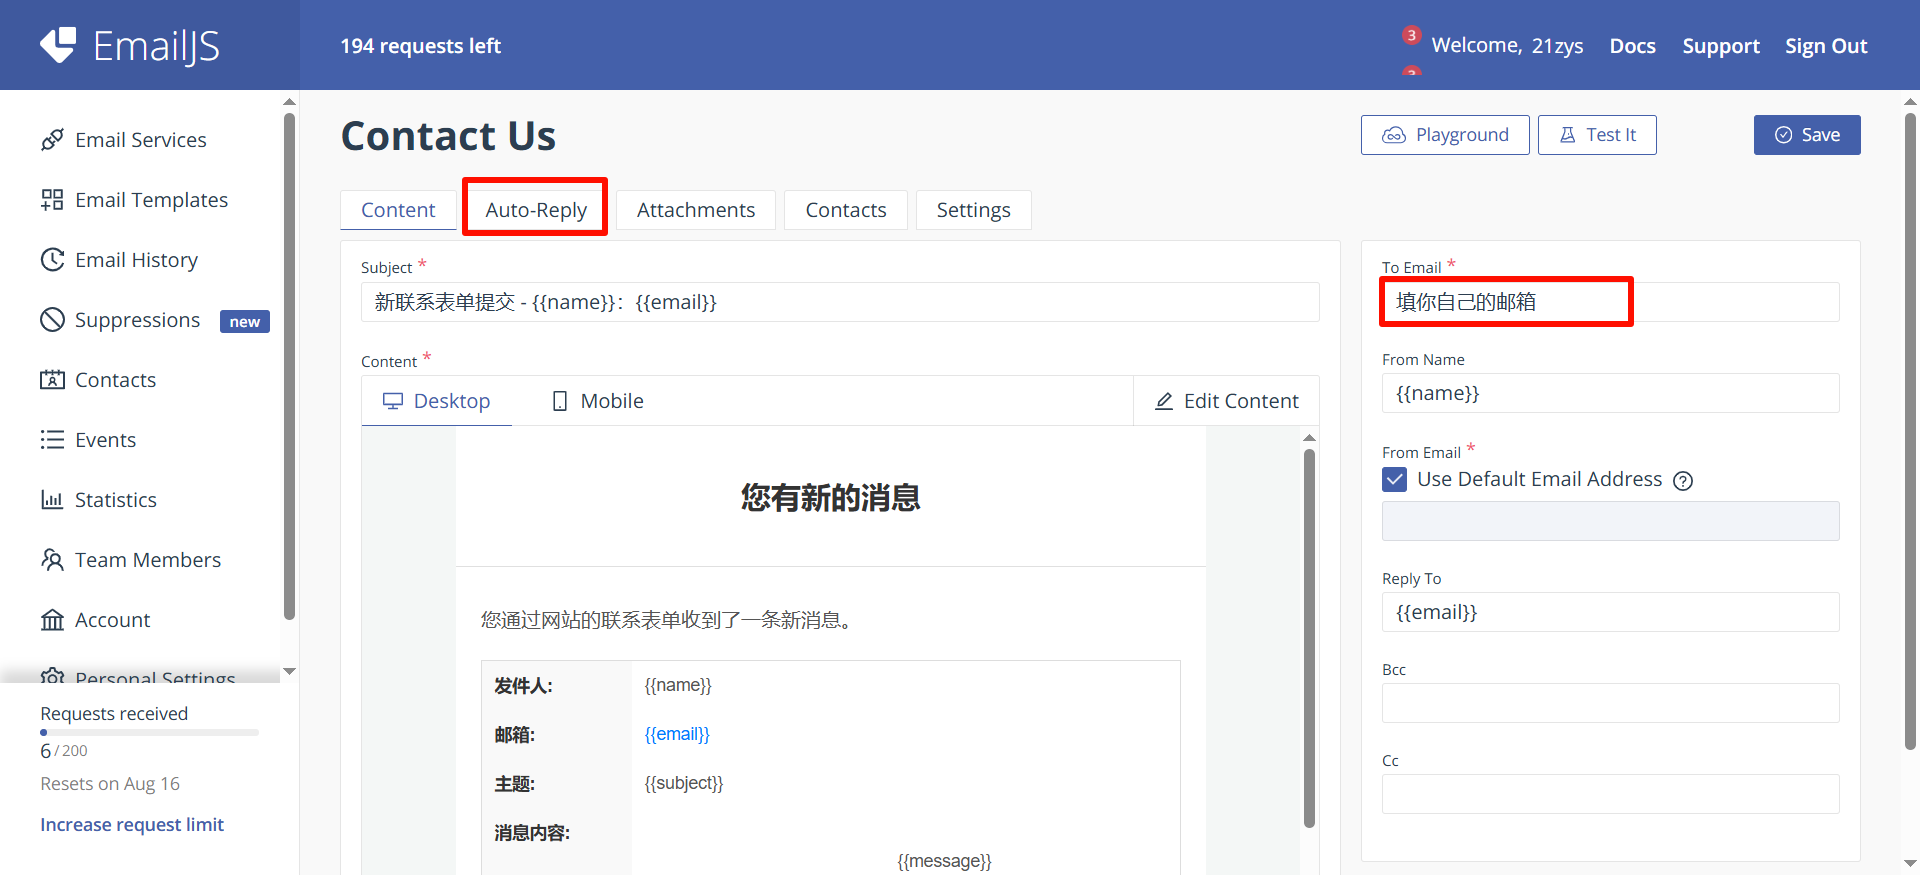 EmailJS
194 requests left
3
Welcome, 21zys
Docs
Support
Sign Out
Email Services
Email Templates
Email History
Suppressions new
Contacts
Events
Statistics
Team Members
Account
Personal Settings
Requests received
6 / 200
Resets on Aug 16
Increase request limit
Contact Us
Playground
Test It
Save
Content
Auto-Reply
Attachments
Contacts
Settings
Subject *
新联系表单提交 - {{name}}：{{email}}
Content *
Desktop
Mobile
Edit Content
您有新的消息
您通过网站的联系表单收到了一条新消息。
发件人: {{name}}
邮箱: {{email}}
主题: {{subject}}
消息内容:
{{message}}
To Email *
填你自己的邮箱
From Name
{{name}}
From Email *
Use Default Email Address ?
Reply To
{{email}}
Bcc
Cc